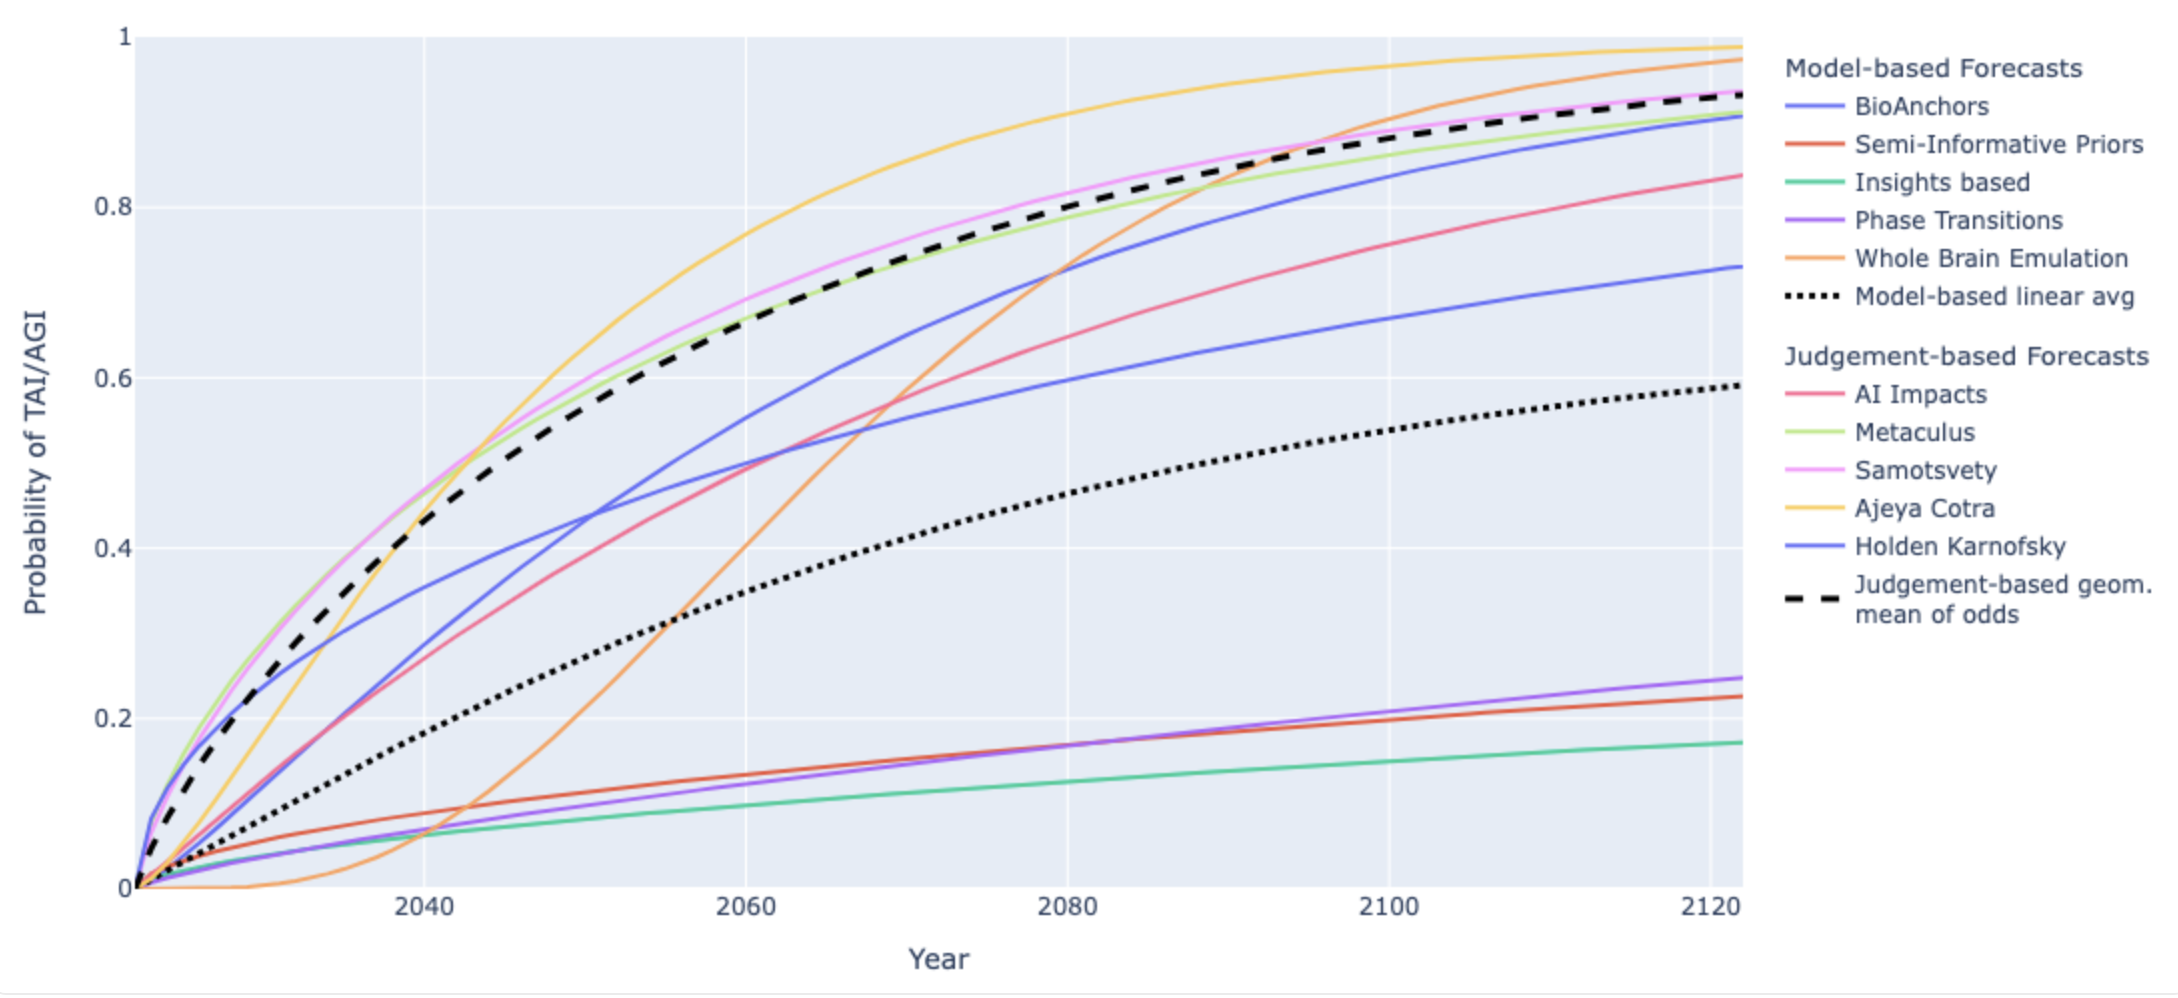 1
0.8
0.6
0.4
0.2
0
Probability of TAI/AGI
2040
2060
2080
2100
2120
Year
Model-based Forecasts
BioAnchors
Semi-Informative Priors
Insights based
Phase Transitions
Whole Brain Emulation
Model-based linear avg
Judgement-based Forecasts
AI Impacts
Metaculus
Samotsvety
Ajeya Cotra
Holden Karnofsky
Judgement-based geom.
mean of odds